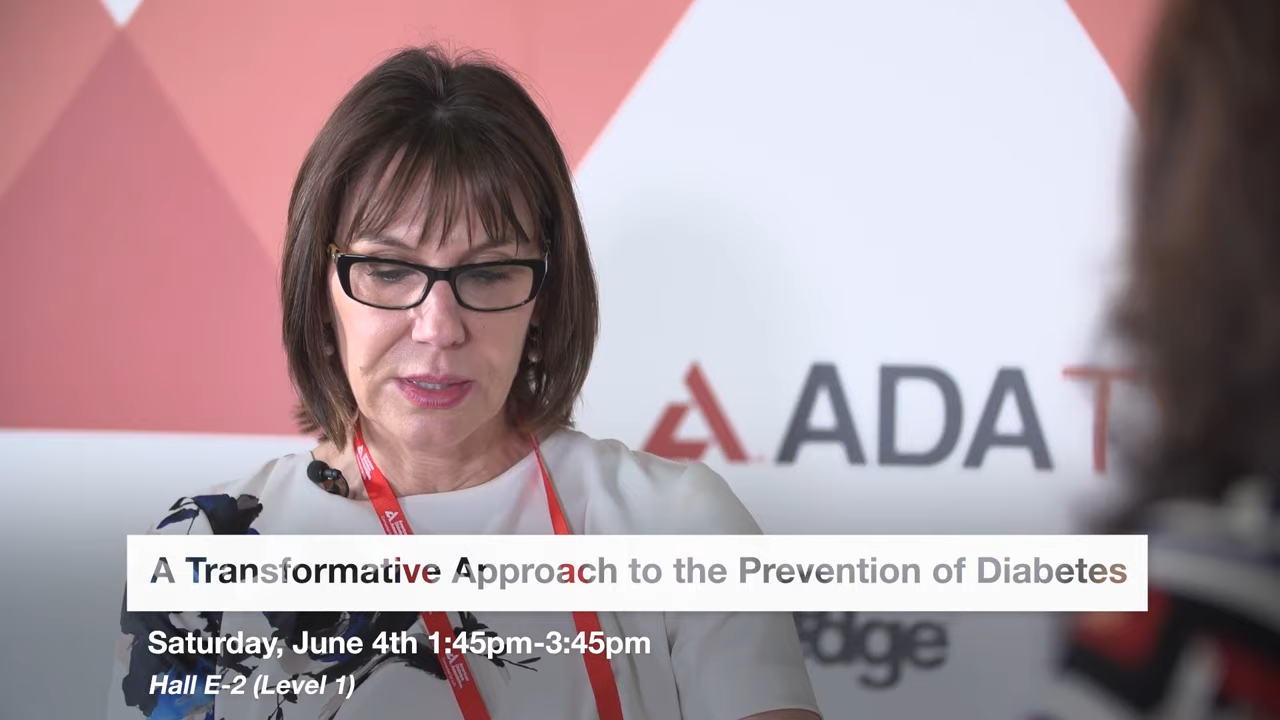 ADA T
A Transformative Approach to the Prevention of Diabetes
edge
Saturday, June 4th 1:45pm-3:45pm
Hall E-2 (Level 1)